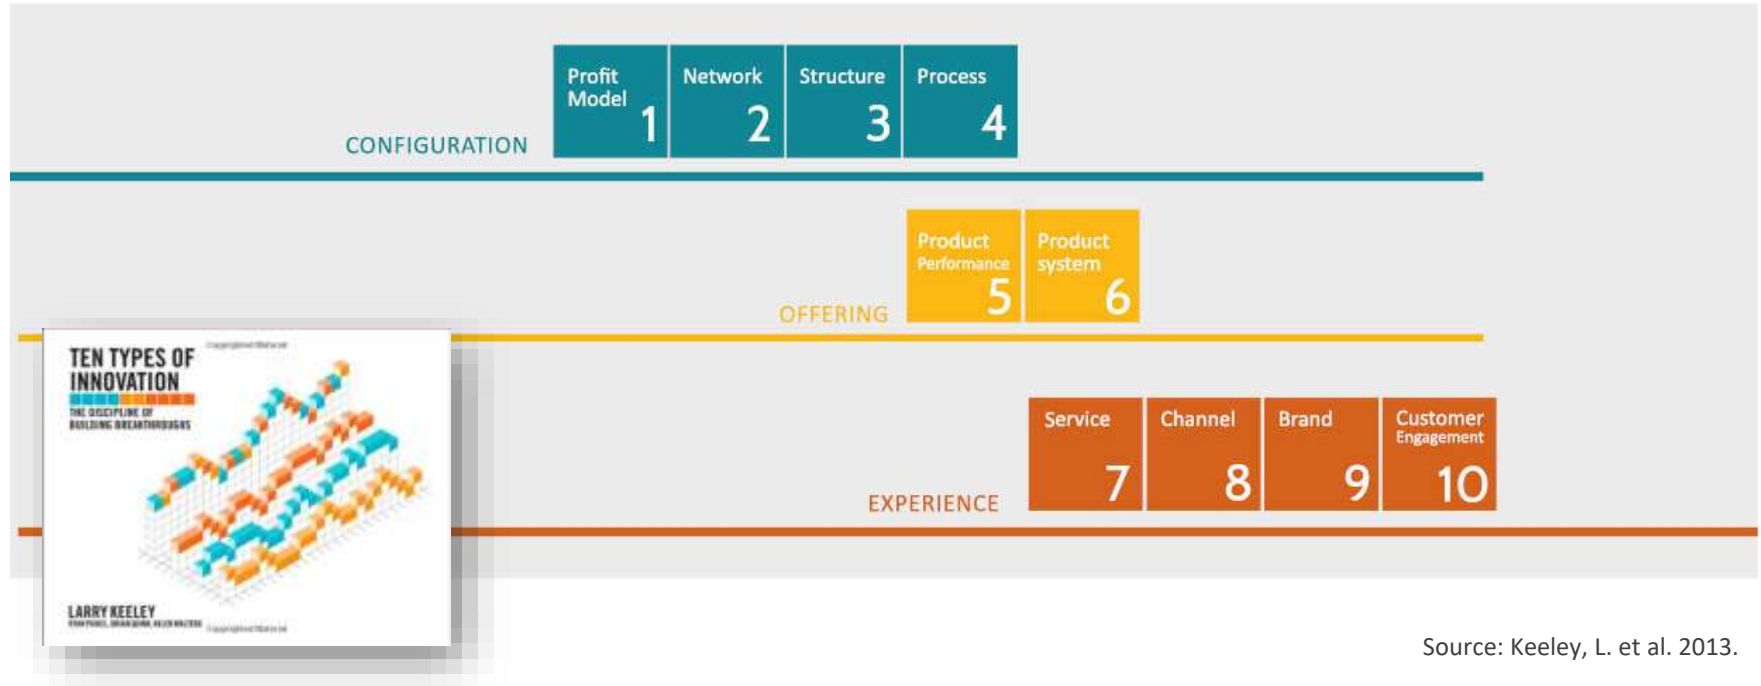 Profit
Model
1
Network
2
Structure
3
Process
4
CONFIGURATION
Product
Performance
5
Product
system
6
OFFERING
Service
7
Channel
8
Brand
9
Customer
Engagement
10
EXPERIENCE
TEN TYPES OF
INNOVATION
THE DISCIPLINE OF
BUILDING BREAKTHROUGHS
LARRY KEELEY
Source: Keeley, L. et al. 2013.